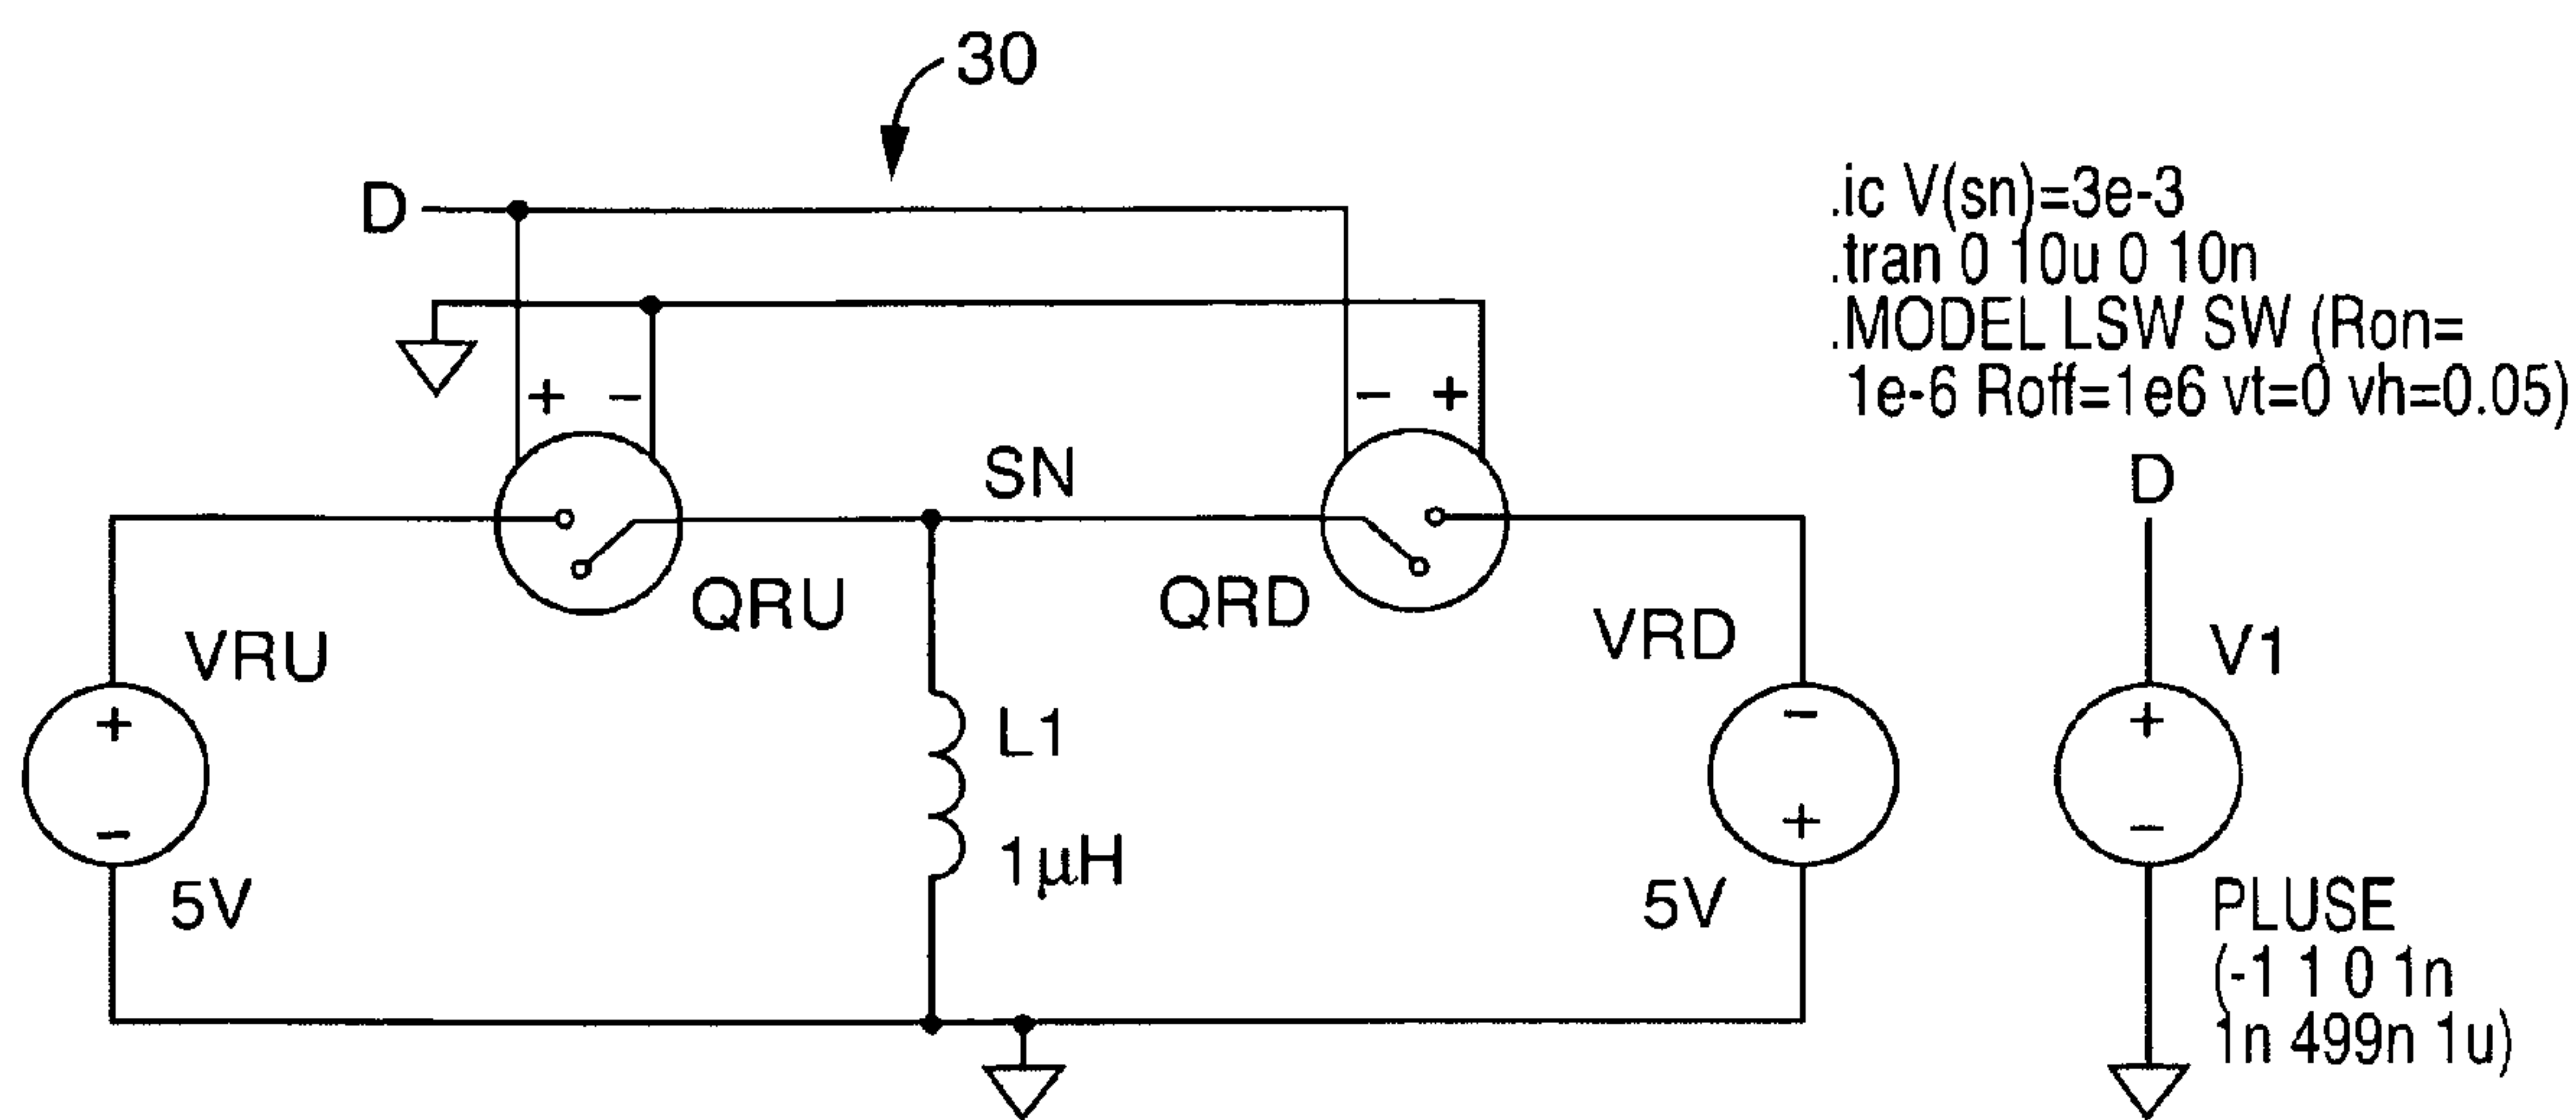 30
D
.ic V(sn)=3e-3
.tran 0 10u 0 10n
.MODEL LSW SW (Ron=
1e-6 Roff=1e6 vt=0 vh=0.05)
+ −
− +
SN
D
QRU
QRD
VRU
VRD
V1
+
−
+
L1
−
+
−
1µH
5V
5V
PLUSE
(-1 1 0 1n
1n 499n 1u)